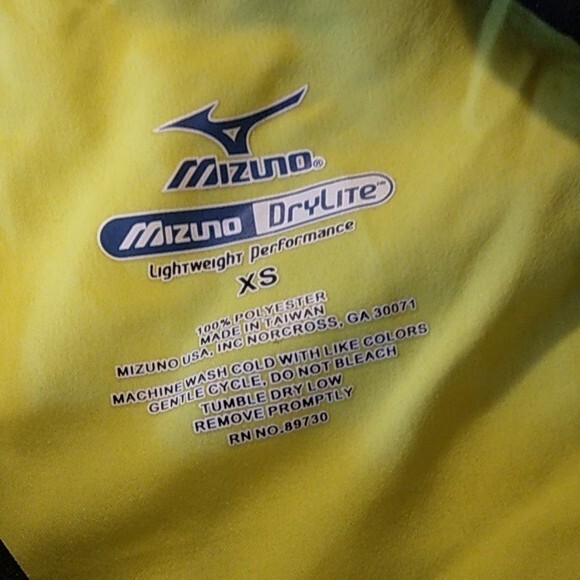 MIZUNO®
MIZUNO DRYLITE™
LIGHTWEIGHT PERFORMANCE
XS
100% POLYESTER
MADE IN TAIWAN
MIZUNO USA, INC NORCROSS, GA 30071
MACHINE WASH COLD WITH LIKE COLORS
GENTLE CYCLE, DO NOT BLEACH
TUMBLE DRY LOW
REMOVE PROMPTLY
RN NO. 89730